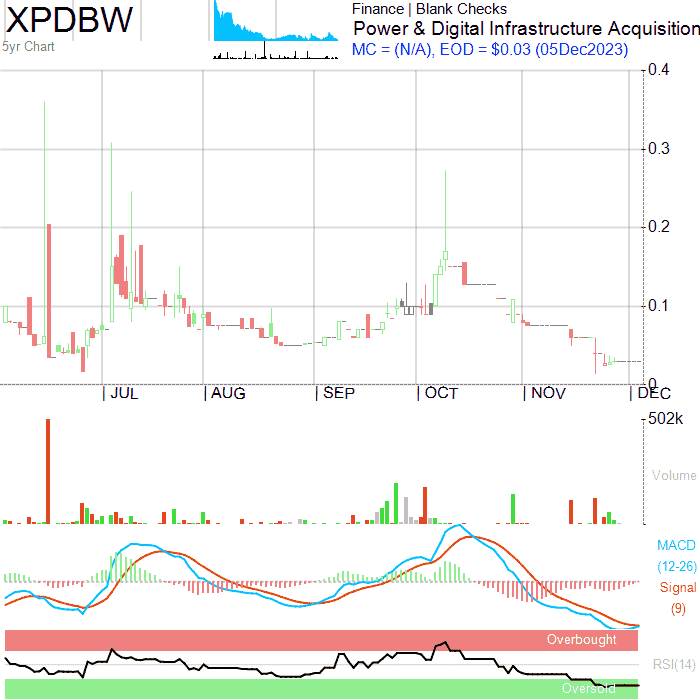 XPDBW
5yr Chart
Finance | Blank Checks
Power & Digital Infrastructure Acquisition
MC = (N/A), EOD = $0.03 (05Dec2023)
0.4
0.3
0.2
0.1
0
JUL
AUG
SEP
OCT
NOV
DEC
502k
Volume
MACD
(12-26)
Signal
(9)
Overbought
RSI(14)
Oversold